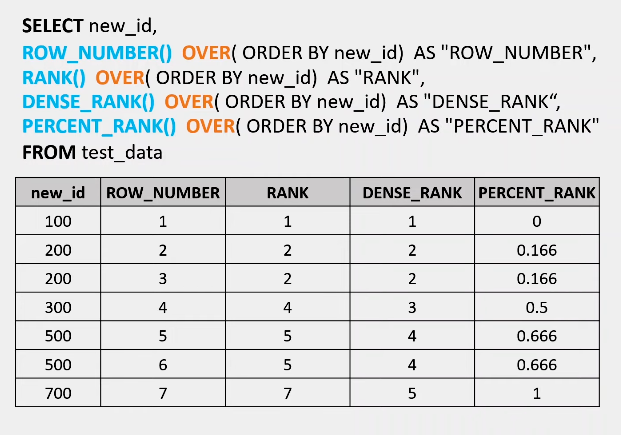 SELECT new_id,
ROW_NUMBER() OVER( ORDER BY new_id) AS "ROW_NUMBER",
RANK() OVER( ORDER BY new_id) AS "RANK",
DENSE_RANK() OVER( ORDER BY new_id) AS "DENSE_RANK“,
PERCENT_RANK() OVER( ORDER BY new_id) AS "PERCENT_RANK"
FROM test_data
new_id ROW_NUMBER RANK DENSE_RANK PERCENT_RANK
100 1 1 1 0
200 2 2 2 0.166
200 3 2 2 0.166
300 4 4 3 0.5
500 5 5 4 0.666
500 6 5 4 0.666
700 7 7 5 1